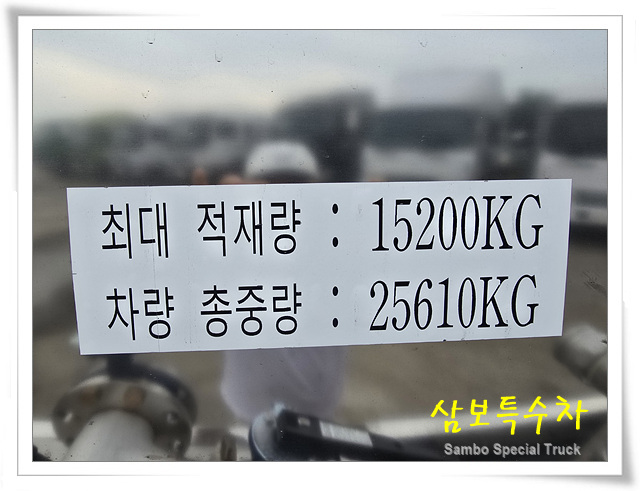 최대 적재량 : 15200KG
차량 총중량 : 25610KG
삼보특수차
Sambo Special Truck